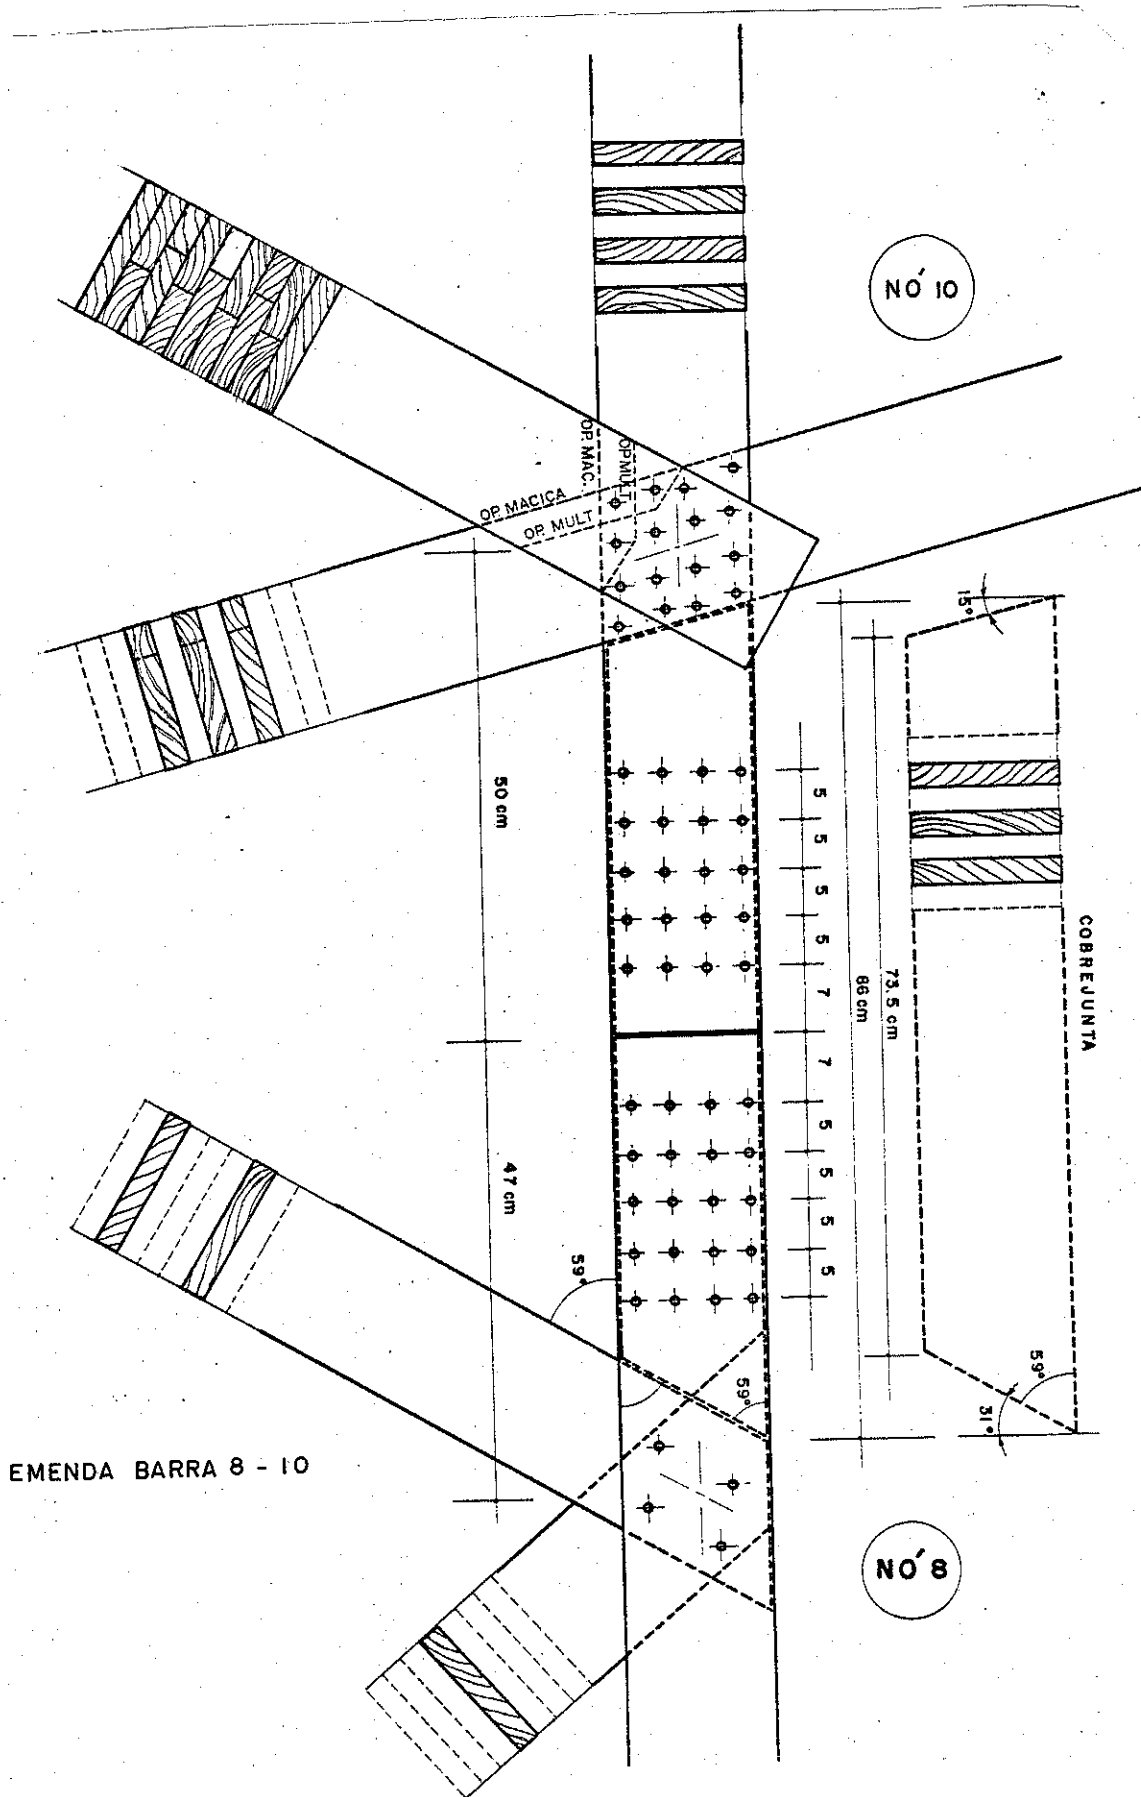 NÓ 10
OP. MAC.
OP MULT
OP. MACICA
OP. MULT
15°
50 cm
5
5
5
5
7
7
5
5
5
5
86 cm
73.5 cm
COBREJUNTA
47 cm
59°
59°
59°
31°
EMENDA BARRA 8 - 10
NÓ 8